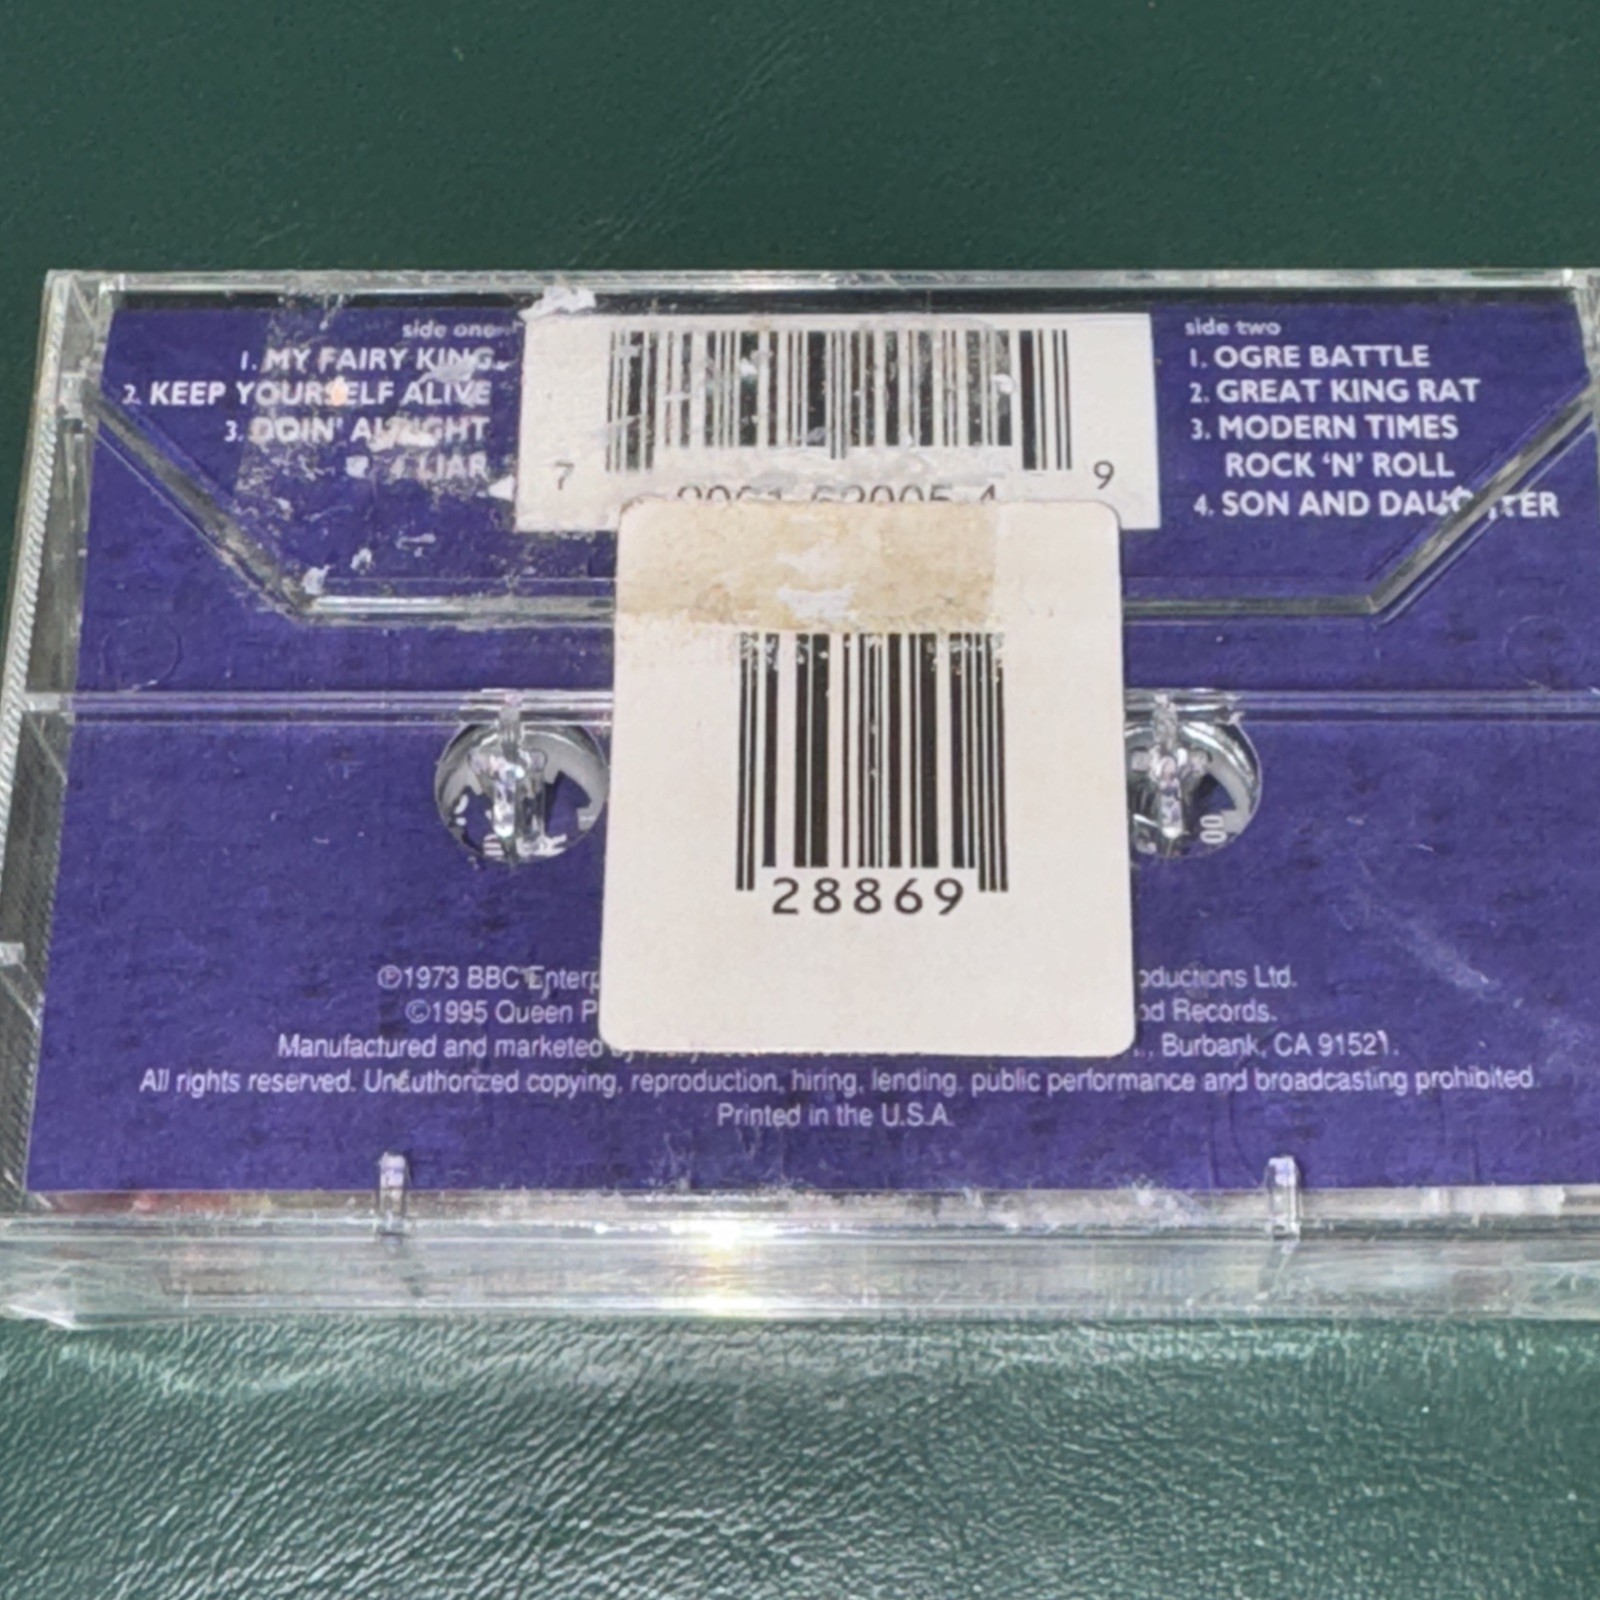 side one
1. MY FAIRY KING
2. KEEP YOURSELF ALIVE
3. DOIN' ALRIGHT
4. LIAR
7 9
side two
1. OGRE BATTLE
2. GREAT KING RAT
3. MODERN TIMES
ROCK 'N' ROLL
4. SON AND DAUGHTER
28869
℗1973 BBC Enterp oductions Ltd.
©1995 Queen P d Records.
Manufactured and marketed Burbank, CA 91521.
All rights reserved. Unauthorized copying, reproduction, hiring, lending, public performance and broadcasting prohibited.
Printed in the U.S.A.